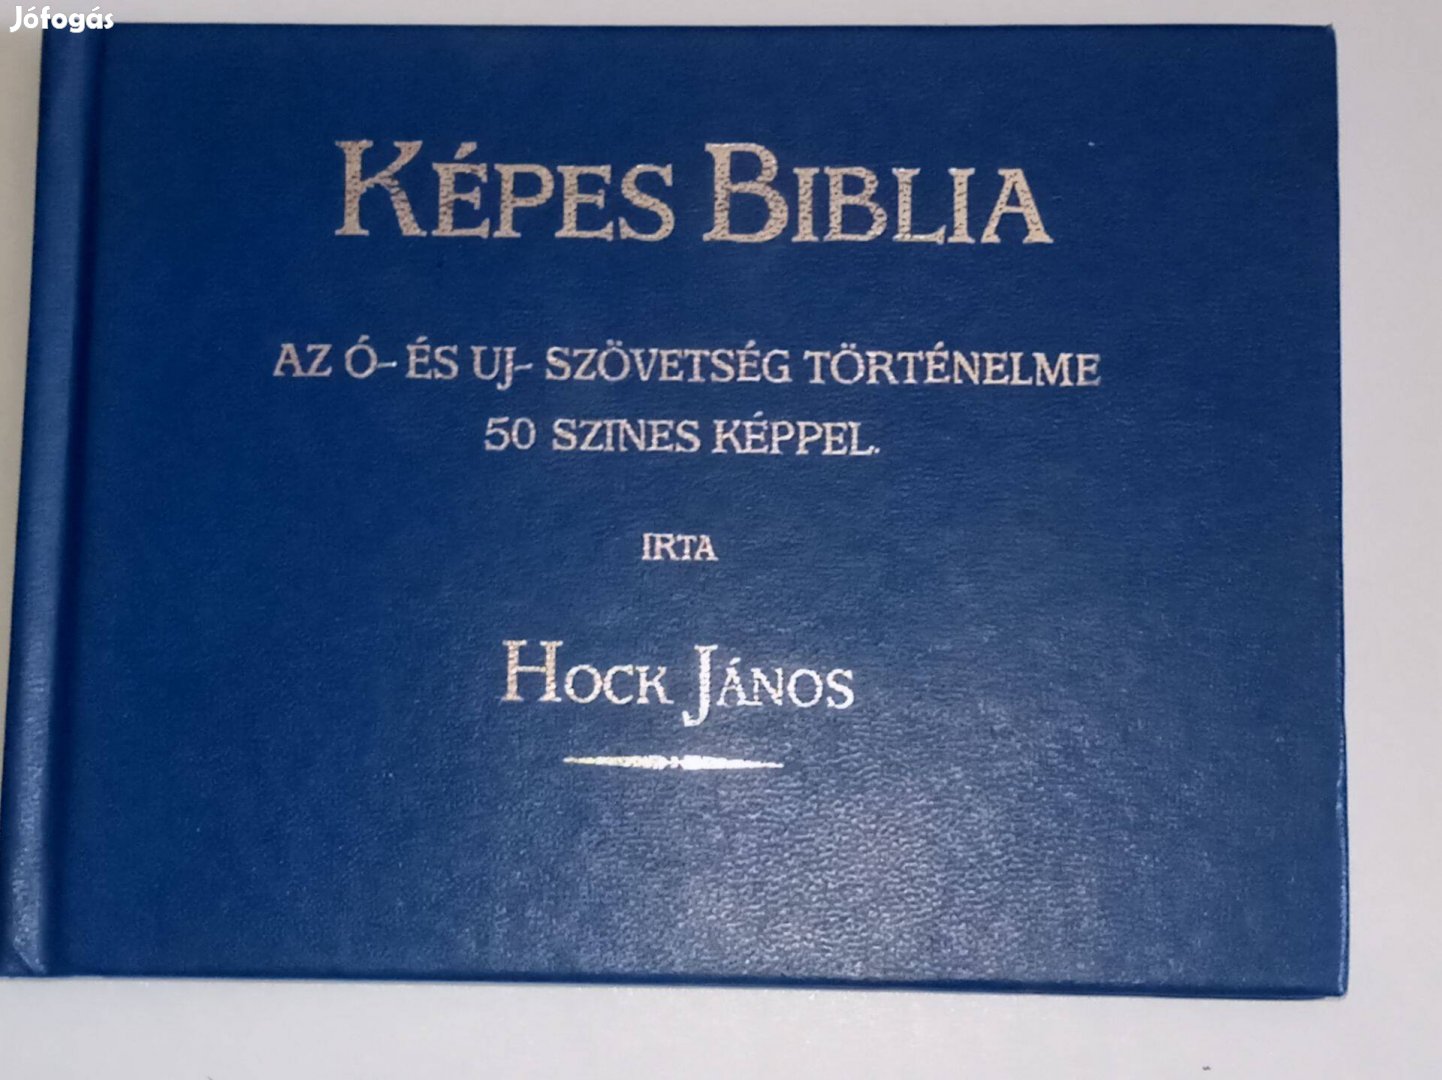 Jófogás
KÉPES BIBLIA
AZ Ó- ÉS UJ- SZÖVETSÉG TÖRTÉNELME
50 SZINES KÉPPEL.
IRTA
HOCK JÁNOS